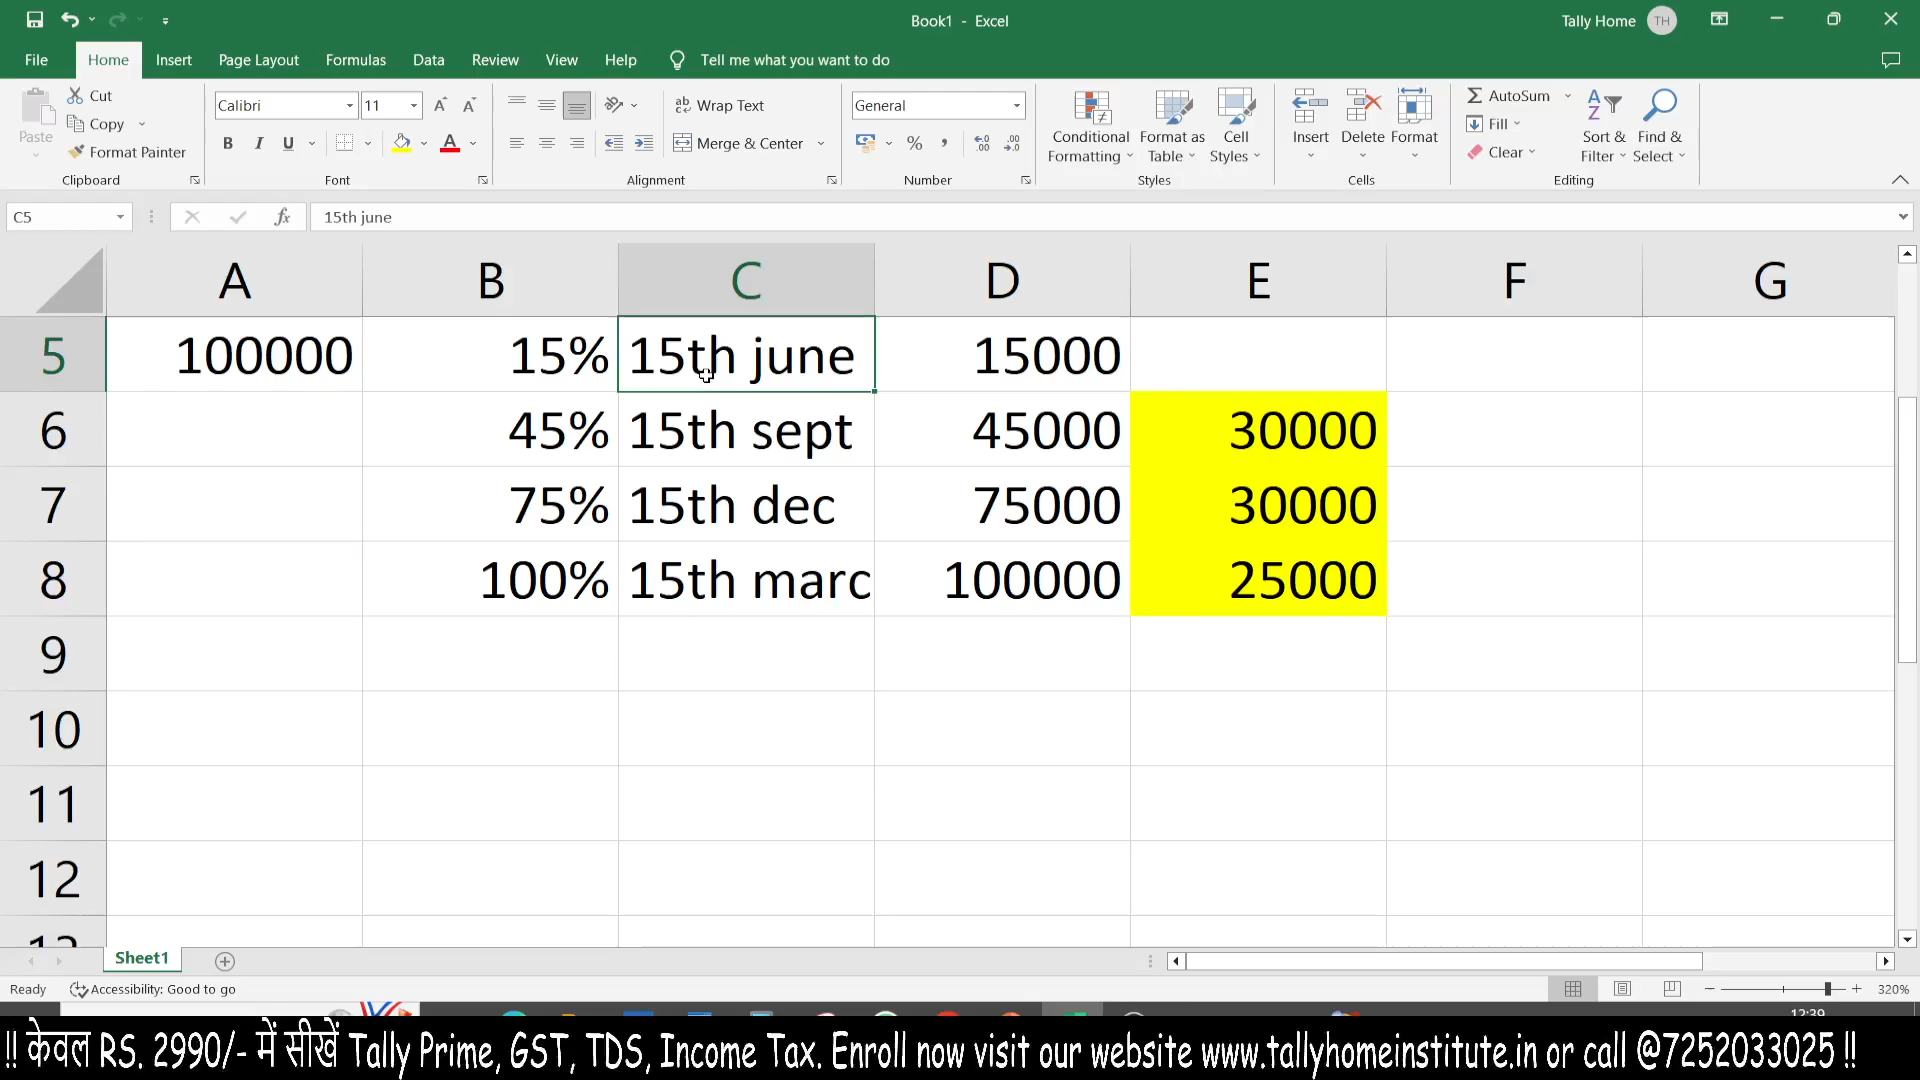 Book1 - Excel
Tally Home TH
File Home Insert Page Layout Formulas Data Review View Help Tell me what you want to do
Paste
Cut
Copy
Format Painter
Clipboard
Calibri 11
B I U
Font
Wrap Text
Merge & Center
Alignment
General
Number
Conditional Formatting
Format as Table
Cell Styles
Styles
Insert Delete Format
Cells
AutoSum
Fill
Clear
Sort & Filter
Find & Select
Editing
C5 fx 15th june
A B C D E F G
5 100000 15% 15th june 15000
6 45% 15th sept 45000 30000
7 75% 15th dec 75000 30000
8 100% 15th marc 100000 25000
9
10
11
12
Sheet1
Ready Accessibility: Good to go 320%
12:39
!! केवल RS. 2990/- में सीखें Tally Prime, GST, TDS, Income Tax. Enroll now visit our website www.tallyhomeinstitute.in or call @7252033025 !!